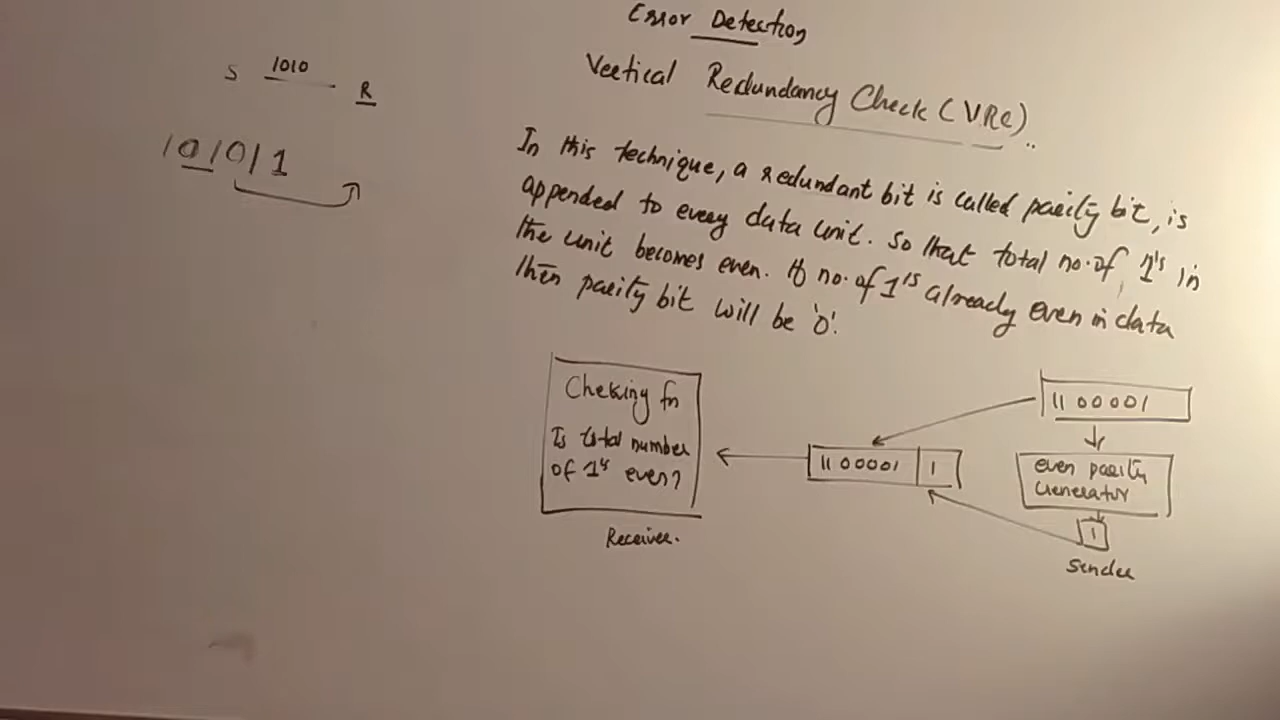 Error Detection
Vertical Redundancy Check (VRC)..
S 1010 R
101011
In this technique, a redundant bit is called parity bit, is
appended to every data unit. So that total no. of 1's in
the unit becomes even. If no. of 1's already even in data
then parity bit will be '0'.
Cheking fn
Is total number
of 1's even?
Receiver.
1100001 1
1100001
even parity
Generator
1
Sender